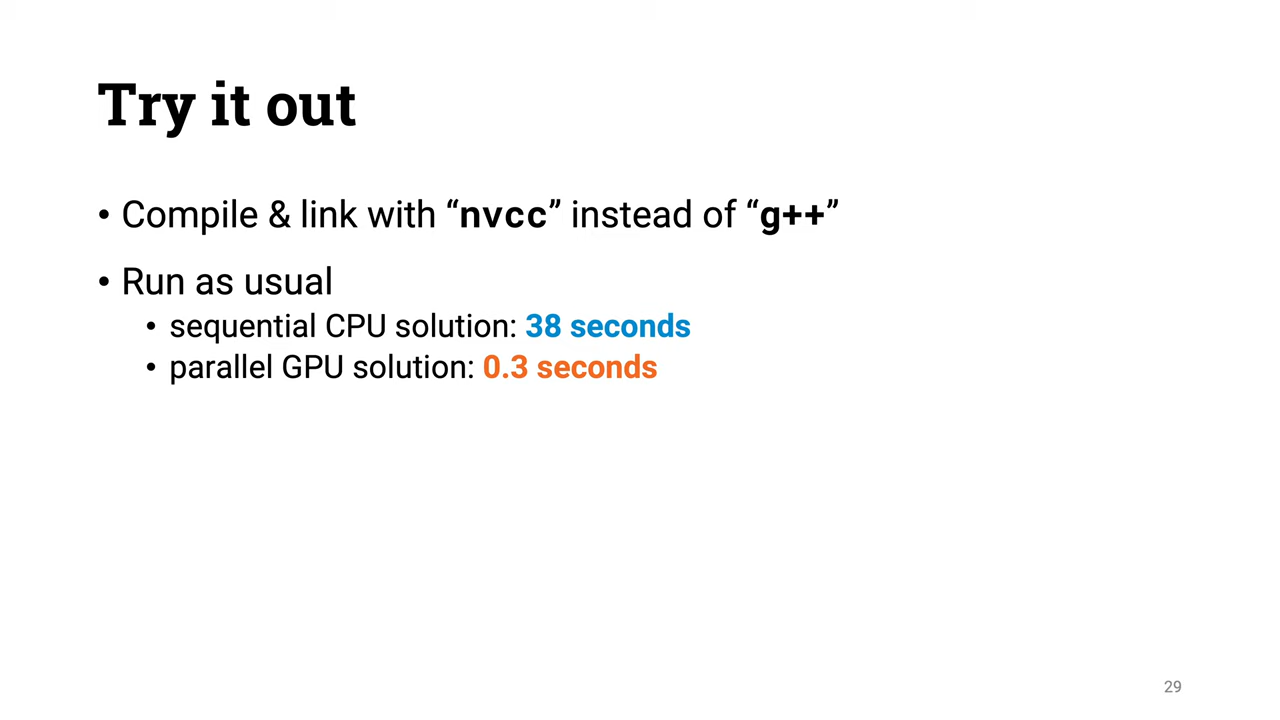 Try it out
• Compile & link with “nvcc” instead of “g++”
• Run as usual
• sequential CPU solution: 38 seconds
• parallel GPU solution: 0.3 seconds
29